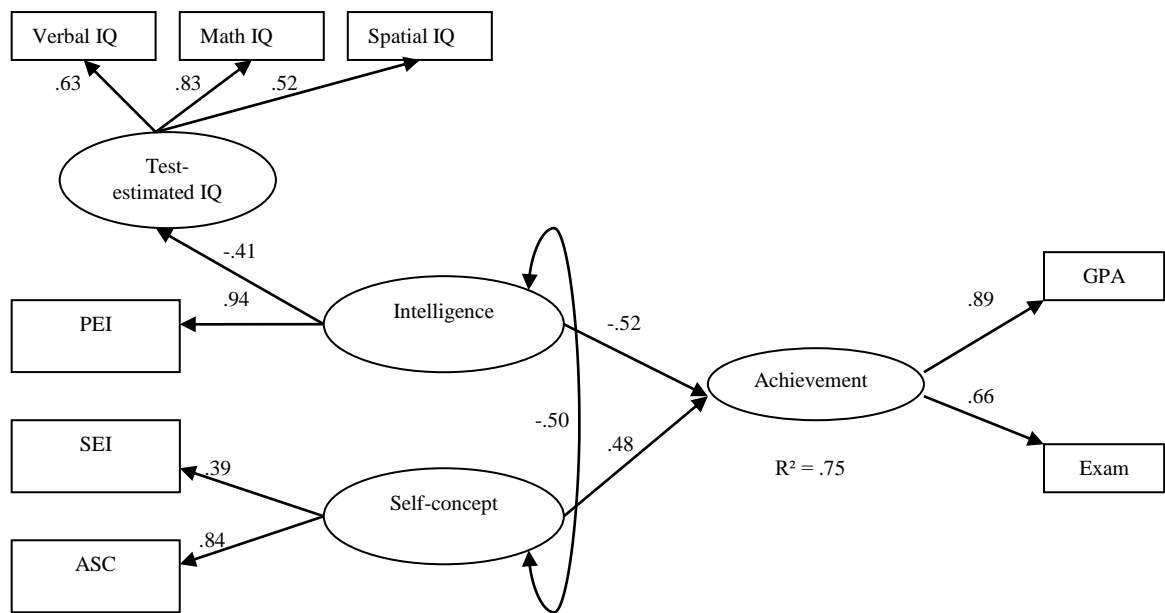 Verbal IQ
Math IQ
Spatial IQ
.63
.83
.52
Test-
estimated IQ
-.41
.94
PEI
Intelligence
-.52
GPA
.89
Achievement
.66
-.50
.48
SEI
.39
R² = .75
Exam
Self-concept
.84
ASC